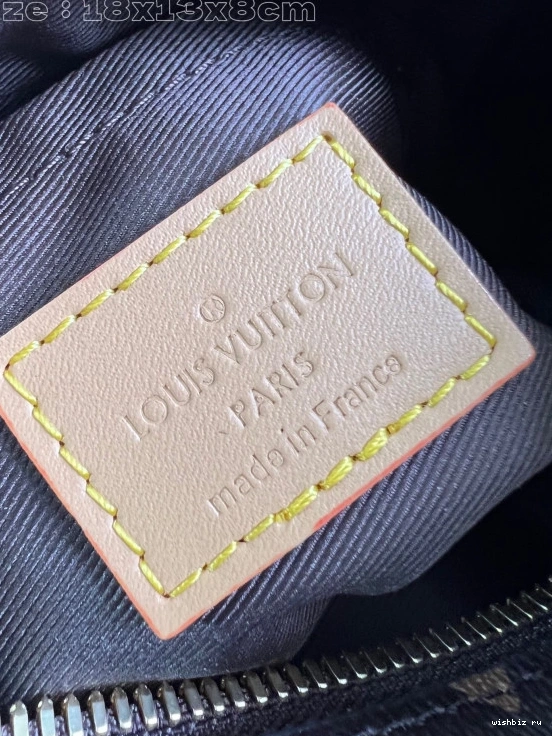 ze : 18x13x8cm
LOUIS VUITTON
PARIS
made in France
wishbiz ru